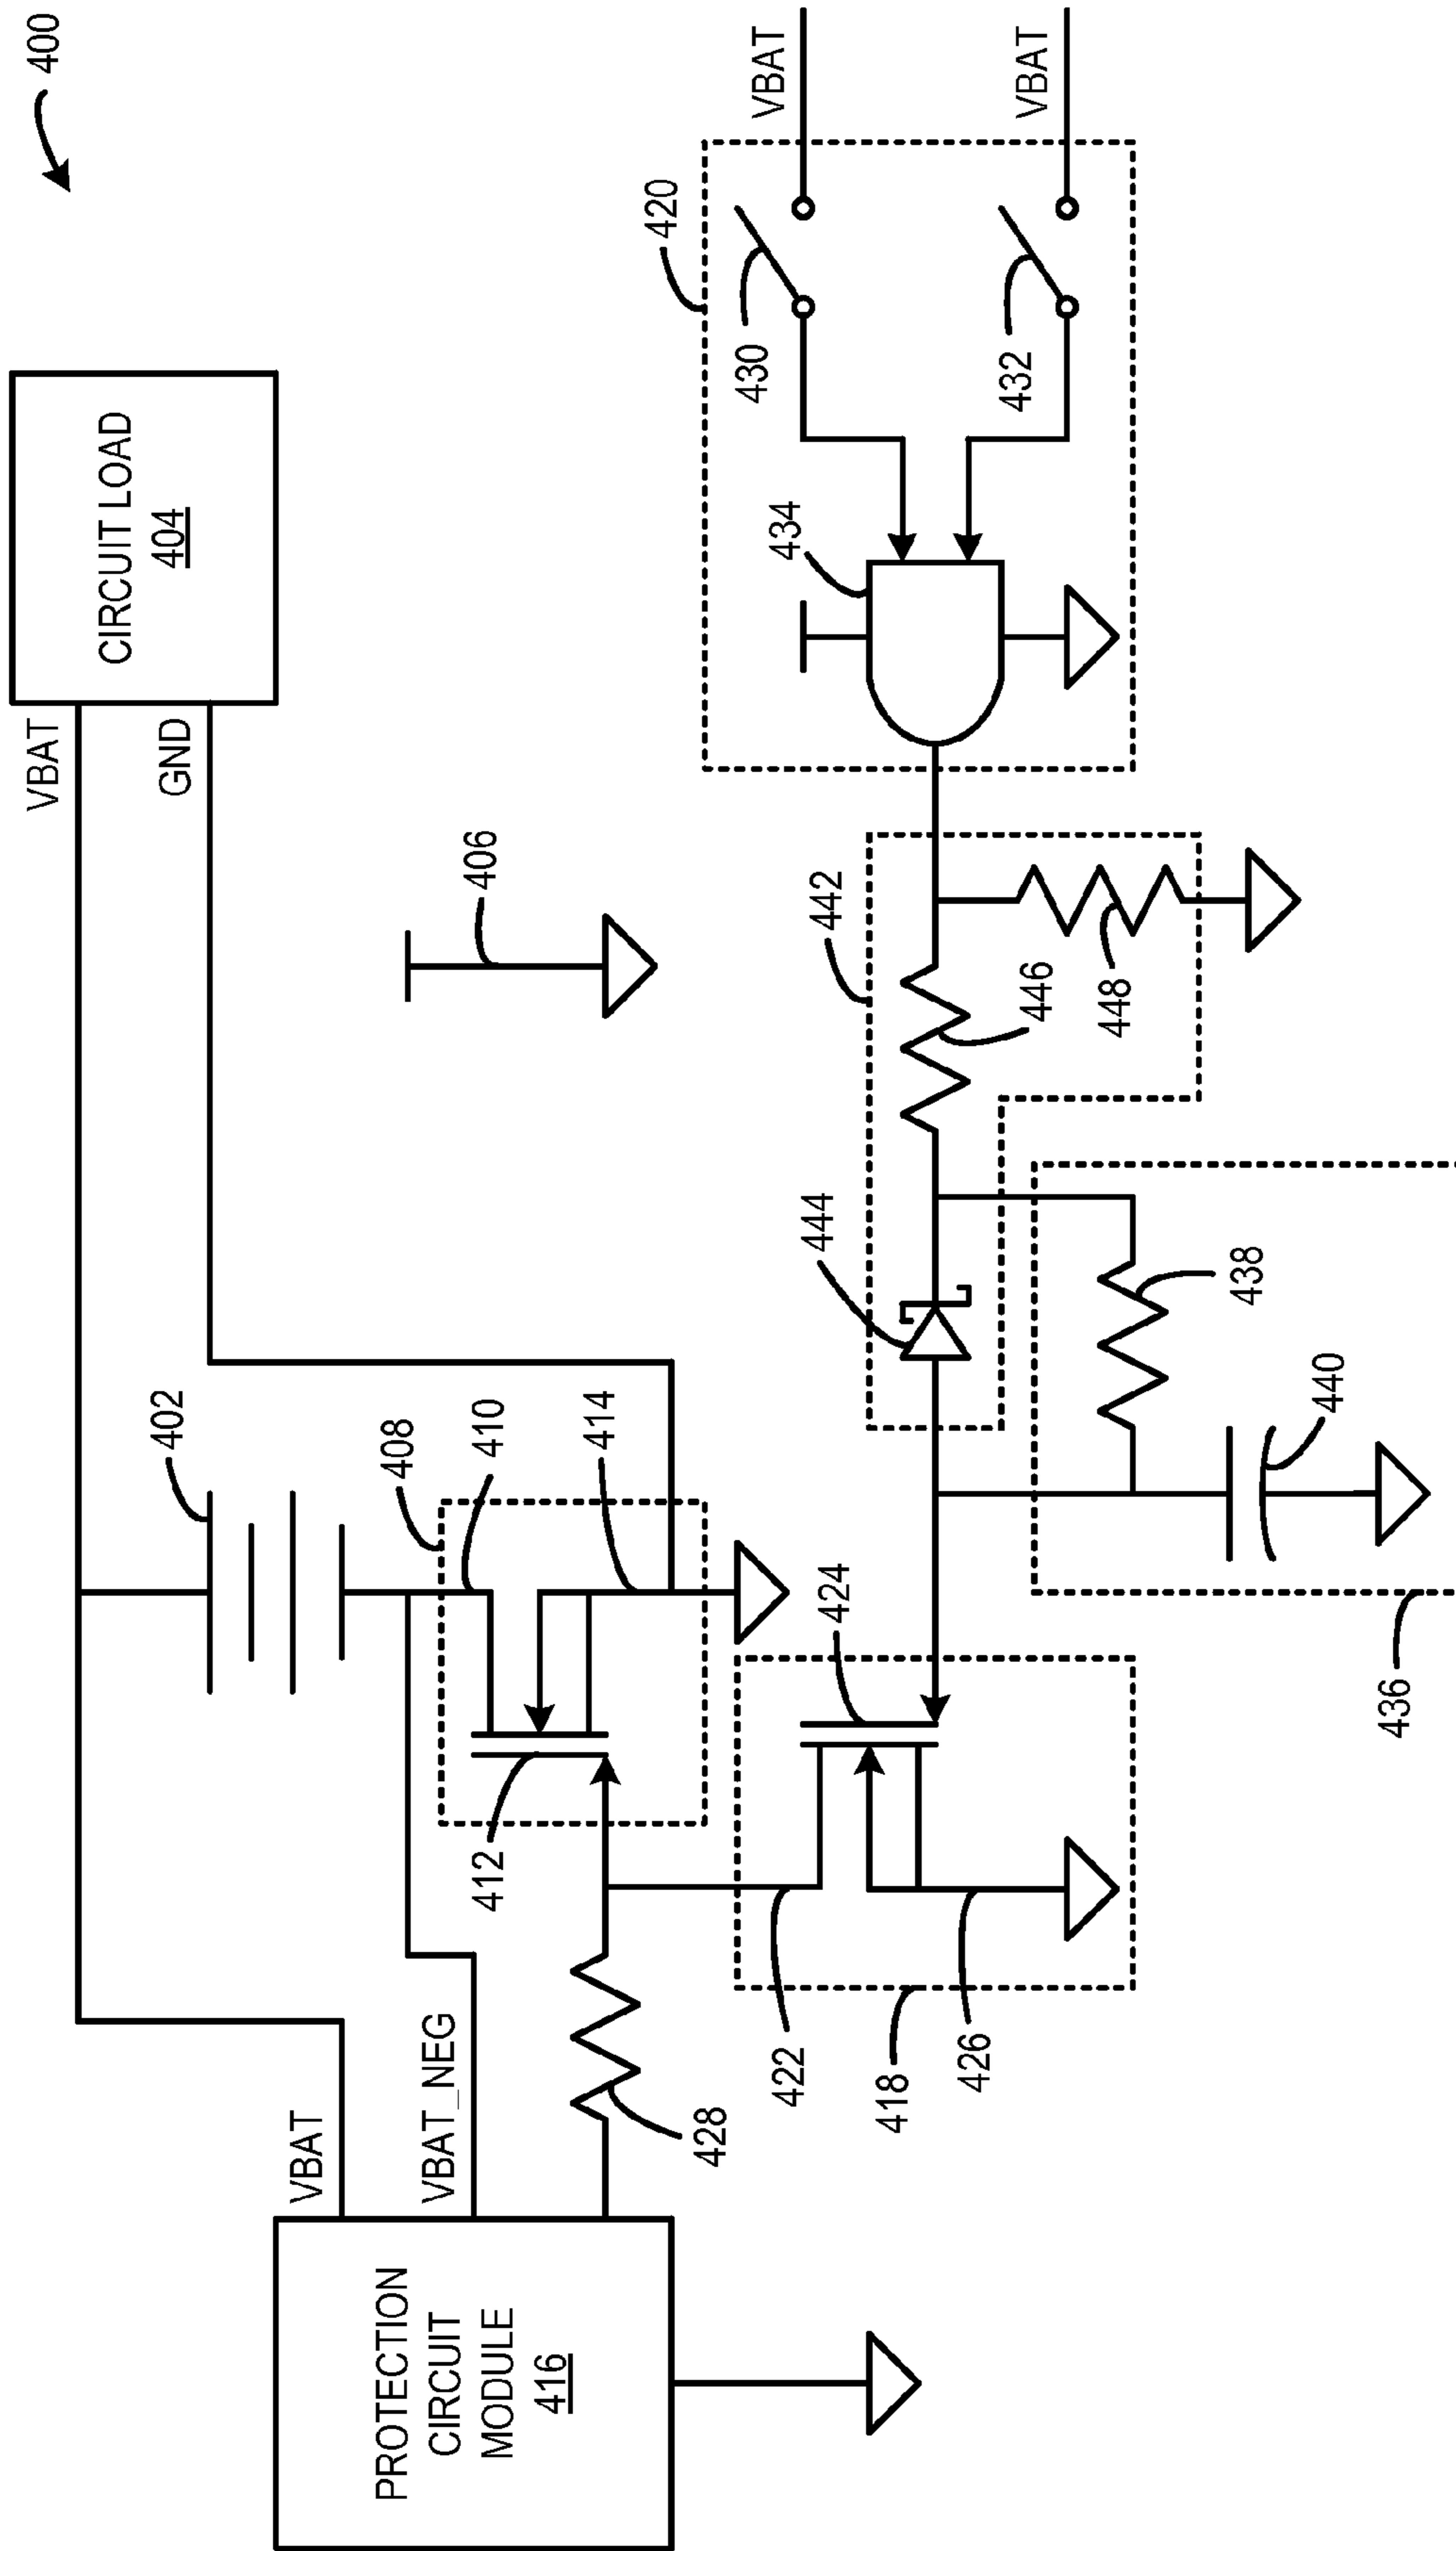 400
CIRCUIT LOAD
404
VBAT
GND
406
402
408
410
414
412
VBAT
VBAT_NEG
PROTECTION
CIRCUIT
MODULE
416
428
422
418
426
424
444
442
446
448
438
440
436
434
420
430
432
VBAT
VBAT